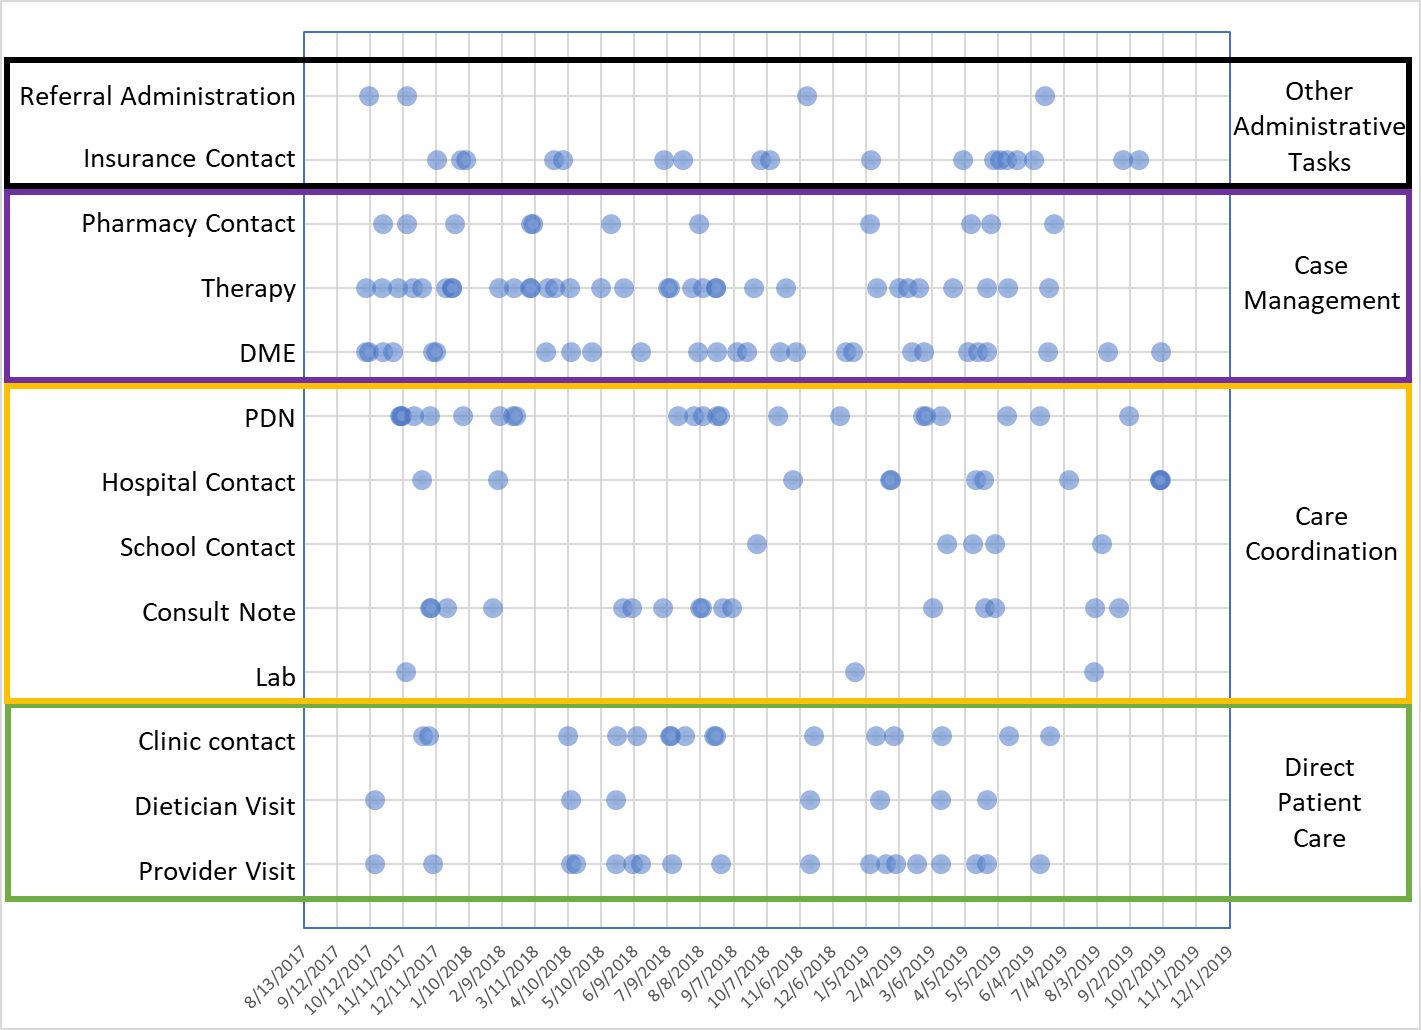 Referral Administration
Insurance Contact
Other
Administrative
Tasks
Pharmacy Contact
Therapy
DME
Case
Management
PDN
Hospital Contact
School Contact
Consult Note
Lab
Care
Coordination
Clinic contact
Dietician Visit
Provider Visit
Direct
Patient
Care
8/13/2017
9/12/2017
10/12/2017
11/11/2017
12/11/2017
1/10/2018
2/9/2018
3/11/2018
4/10/2018
5/10/2018
6/9/2018
7/9/2018
8/8/2018
9/7/2018
10/7/2018
11/6/2018
12/6/2018
1/5/2019
2/4/2019
3/6/2019
4/5/2019
5/5/2019
6/4/2019
7/4/2019
8/3/2019
9/2/2019
10/2/2019
11/1/2019
12/1/2019